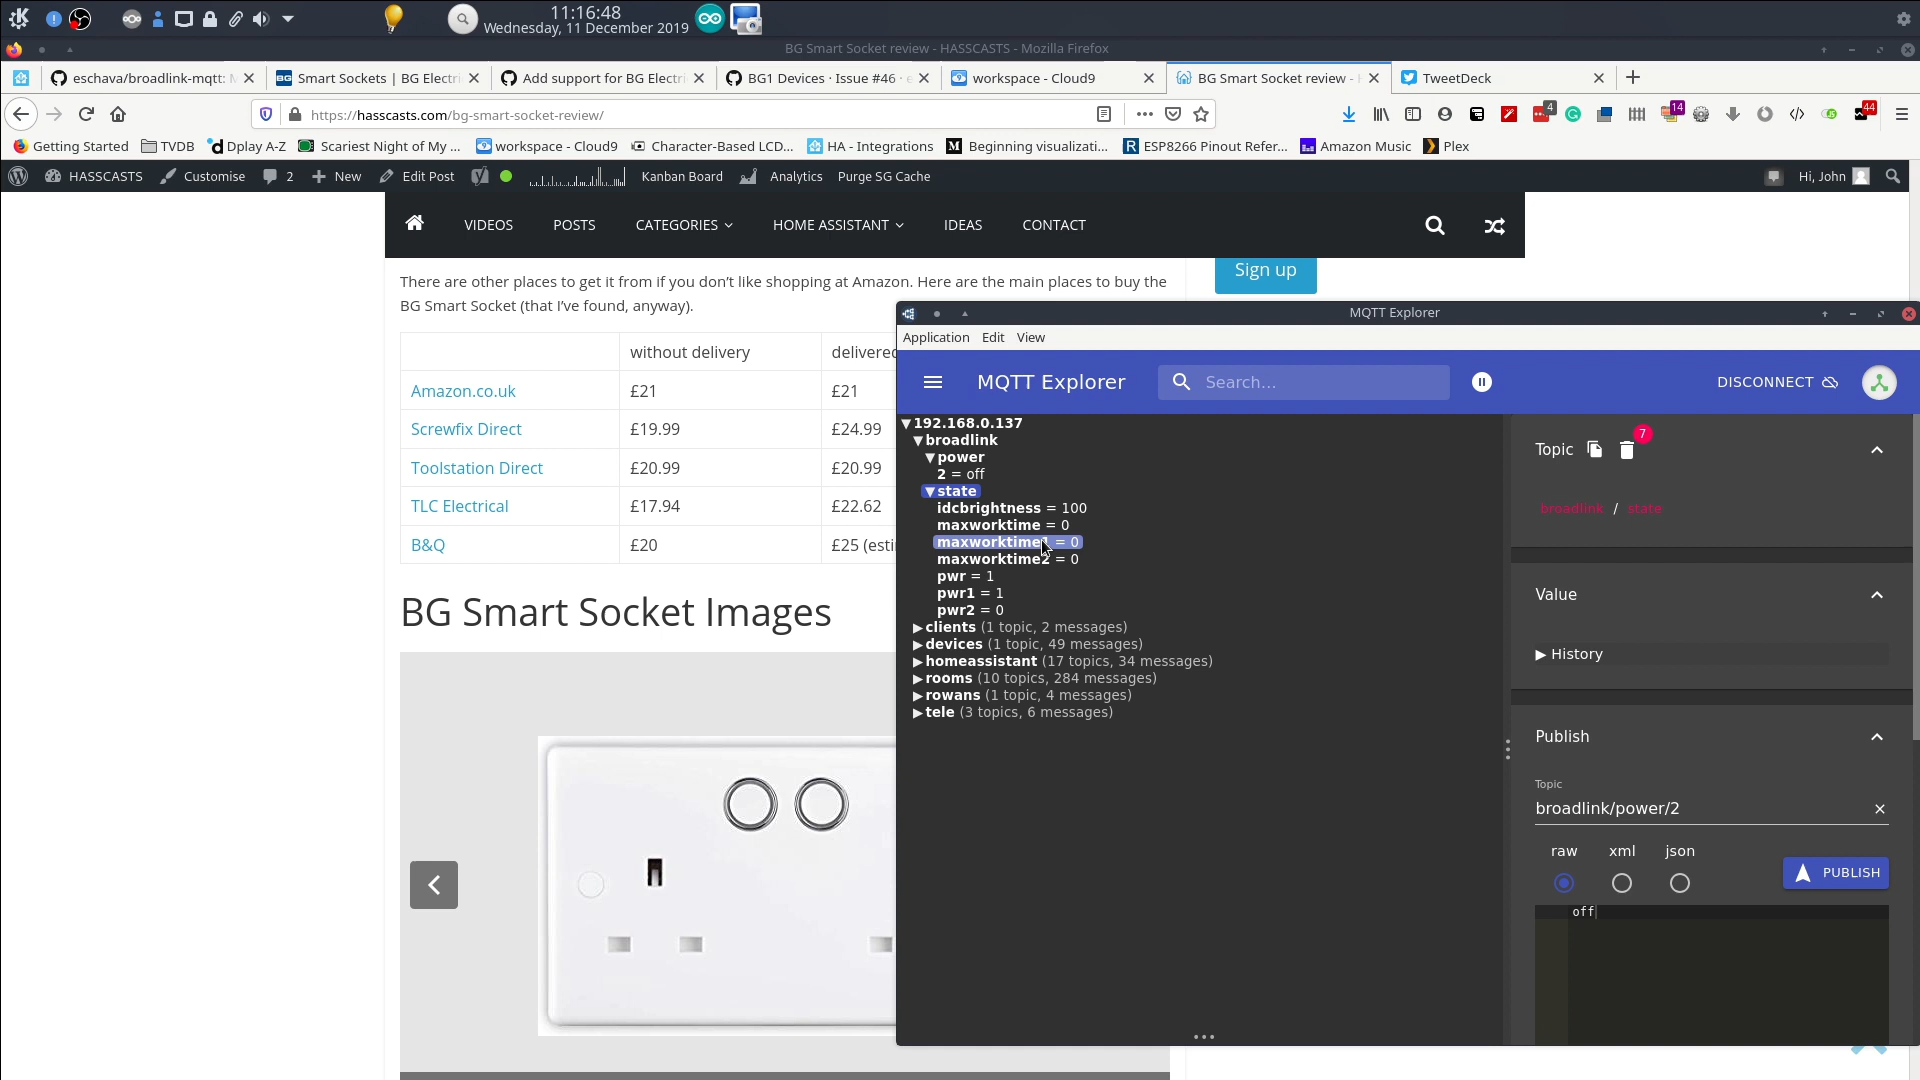 11:16:48
Wednesday, 11 December 2019
BG Smart Socket review - HASSCASTS - Mozilla Firefox
eschava/broadlink-mqtt: M
Smart Sockets | BG Electri
Add support for BG Electri
BG1 Devices · Issue #46 · e
workspace - Cloud9
BG Smart Socket review -
TweetDeck
https://hasscasts.com/bg-smart-socket-review/
4
14
44
Getting Started
TVDB
Dplay A-Z
Scariest Night of My ...
workspace - Cloud9
Character-Based LCD...
HA - Integrations
Beginning visualizati...
ESP8266 Pinout Refer...
Amazon Music
Plex
HASSCASTS
Customise
2
New
Edit Post
Kanban Board
Analytics
Purge SG Cache
Hi, John
VIDEOS
POSTS
CATEGORIES
HOME ASSISTANT
IDEAS
CONTACT
There are other places to get it from if you don’t like shopping at Amazon. Here are the main places to buy the
BG Smart Socket (that I’ve found, anyway).
Sign up
without delivery
delivered
Amazon.co.uk £21 £21
Screwfix Direct £19.99 £24.99
Toolstation Direct £20.99 £20.99
TLC Electrical £17.94 £22.62
B&Q £20 £25 (esti
BG Smart Socket Images
MQTT Explorer
Application Edit View
MQTT Explorer
Search...
DISCONNECT
192.168.0.137
broadlink
power
2 = off
state
idcbrightness = 100
maxworktime = 0
maxworktime1 = 0
maxworktime2 = 0
pwr = 1
pwr1 = 1
pwr2 = 0
clients (1 topic, 2 messages)
devices (1 topic, 49 messages)
homeassistant (17 topics, 34 messages)
rooms (10 topics, 284 messages)
rowans (1 topic, 4 messages)
tele (3 topics, 6 messages)
Topic
7
broadlink / state
Value
History
Publish
Topic
broadlink/power/2
raw xml json
PUBLISH
off